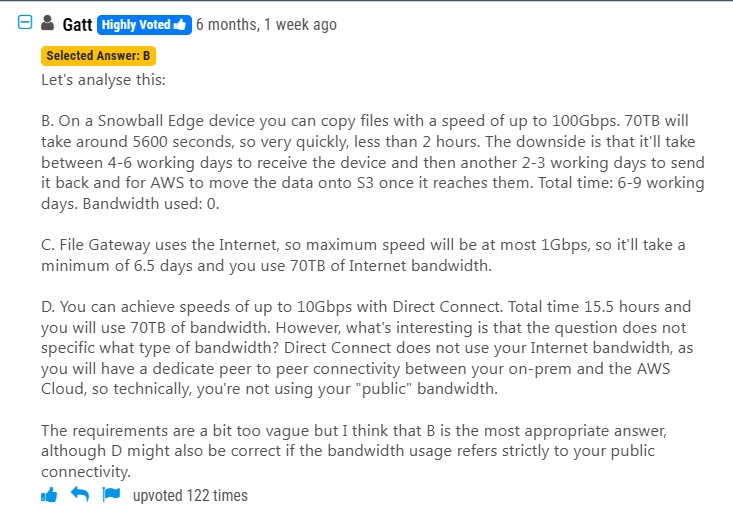 Gatt Highly Voted 6 months, 1 week ago
Selected Answer: B
Let's analyse this:
B. On a Snowball Edge device you can copy files with a speed of up to 100Gbps. 70TB will
take around 5600 seconds, so very quickly, less than 2 hours. The downside is that it'll take
between 4-6 working days to receive the device and then another 2-3 working days to send
it back and for AWS to move the data onto S3 once it reaches them. Total time: 6-9 working
days. Bandwidth used: 0.
C. File Gateway uses the Internet, so maximum speed will be at most 1Gbps, so it'll take a
minimum of 6.5 days and you use 70TB of Internet bandwidth.
D. You can achieve speeds of up to 10Gbps with Direct Connect. Total time 15.5 hours and
you will use 70TB of bandwidth. However, what's interesting is that the question does not
specific what type of bandwidth? Direct Connect does not use your Internet bandwidth, as
you will have a dedicate peer to peer connectivity between your on-prem and the AWS
Cloud, so technically, you're not using your "public" bandwidth.
The requirements are a bit too vague but I think that B is the most appropriate answer,
although D might also be correct if the bandwidth usage refers strictly to your public
connectivity.
upvoted 122 times